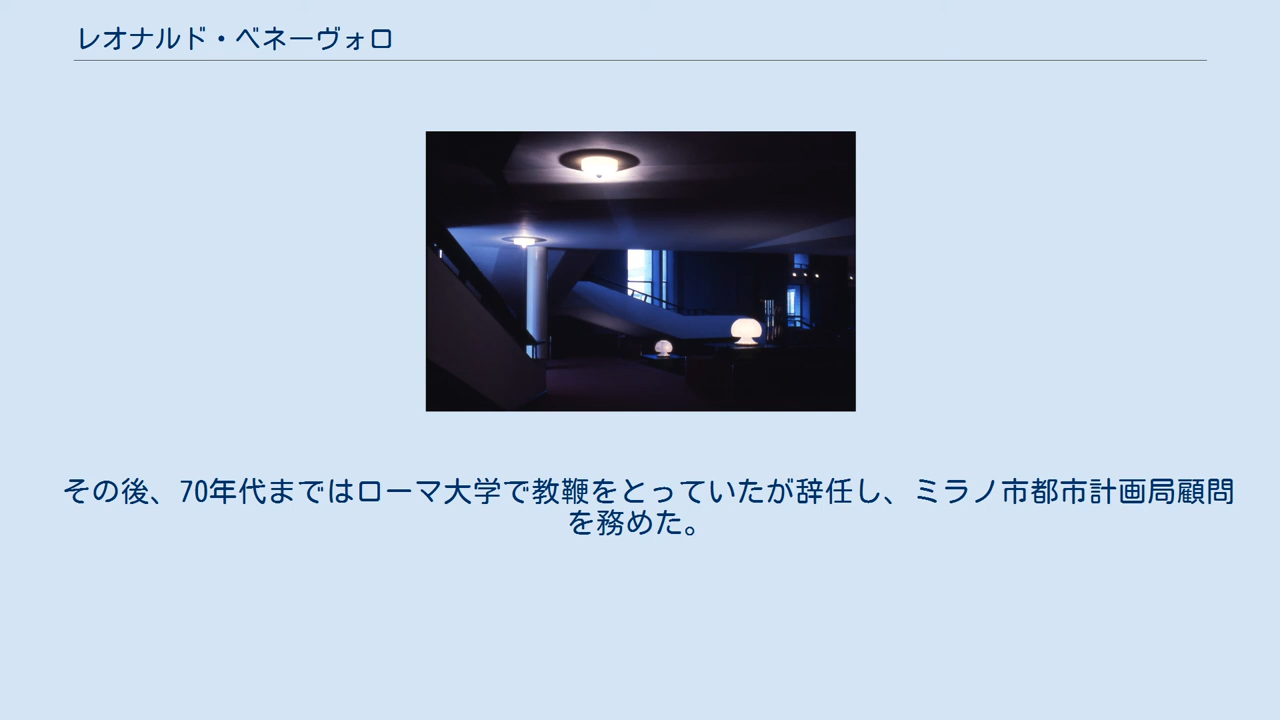 レオナルド・ベネーヴォロ
その後、70年代まではローマ大学で教鞭をとっていたが辞任し、ミラノ市都市計画局顧問
を務めた。